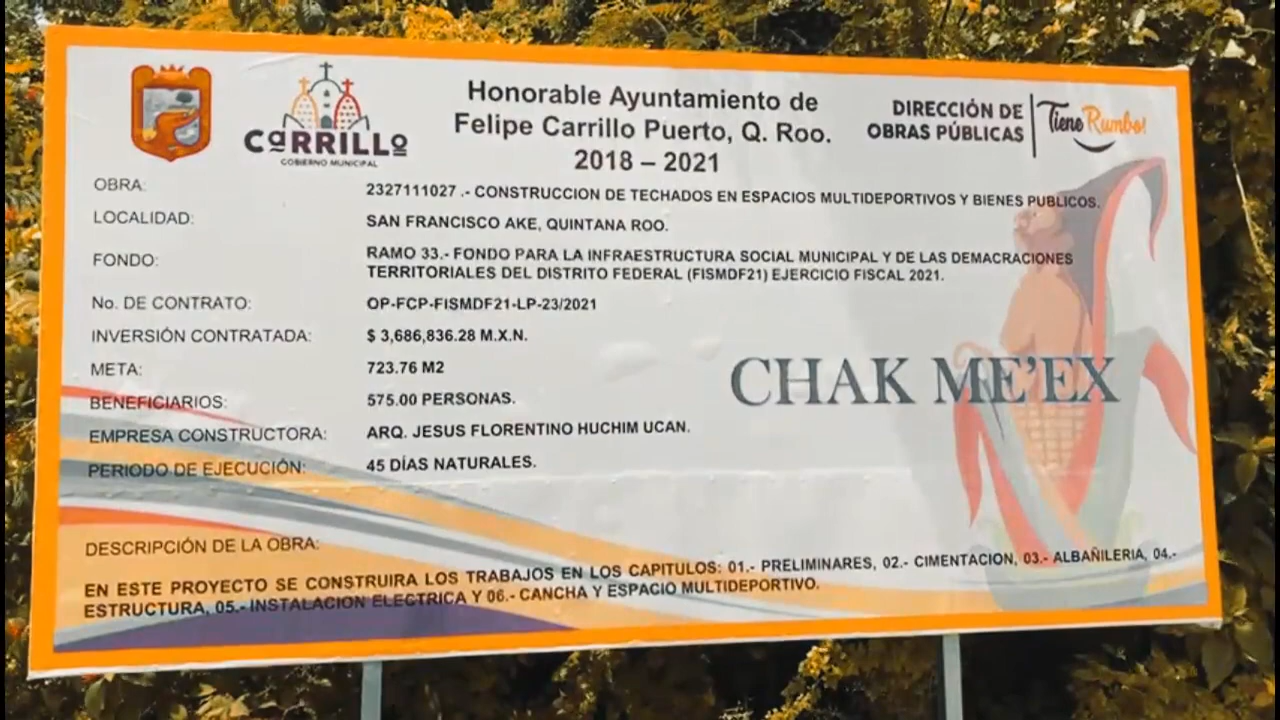 Honorable Ayuntamiento de
Felipe Carrillo Puerto, Q. Roo.
2018 – 2021
CaRRILLo
GOBIERNO MUNICIPAL
DIRECCIÓN DE
OBRAS PÚBLICAS
Tiene Rumbo!
OBRA: 2327111027 .- CONSTRUCCION DE TECHADOS EN ESPACIOS MULTIDEPORTIVOS Y BIENES PUBLICOS.
LOCALIDAD: SAN FRANCISCO AKE, QUINTANA ROO.
FONDO: RAMO 33.- FONDO PARA LA INFRAESTRUCTURA SOCIAL MUNICIPAL Y DE LAS DEMACRACIONES
TERRITORIALES DEL DISTRITO FEDERAL (FISMDF21) EJERCICIO FISCAL 2021.
No. DE CONTRATO: OP-FCP-FISMDF21-LP-23/2021
INVERSIÓN CONTRATADA: $ 3,686,836.28 M.X.N.
META: 723.76 M2
CHAK ME'EX
BENEFICIARIOS: 575.00 PERSONAS.
EMPRESA CONSTRUCTORA: ARQ. JESUS FLORENTINO HUCHIM UCAN.
PERIODO DE EJECUCIÓN: 45 DÍAS NATURALES.
DESCRIPCIÓN DE LA OBRA:
EN ESTE PROYECTO SE CONSTRUIRA LOS TRABAJOS EN LOS CAPITULOS: 01.- PRELIMINARES, 02.- CIMENTACION, 03.- ALBAÑILERIA, 04.-
ESTRUCTURA, 05.- INSTALACION ELECTRICA Y 06.- CANCHA Y ESPACIO MULTIDEPORTIVO.